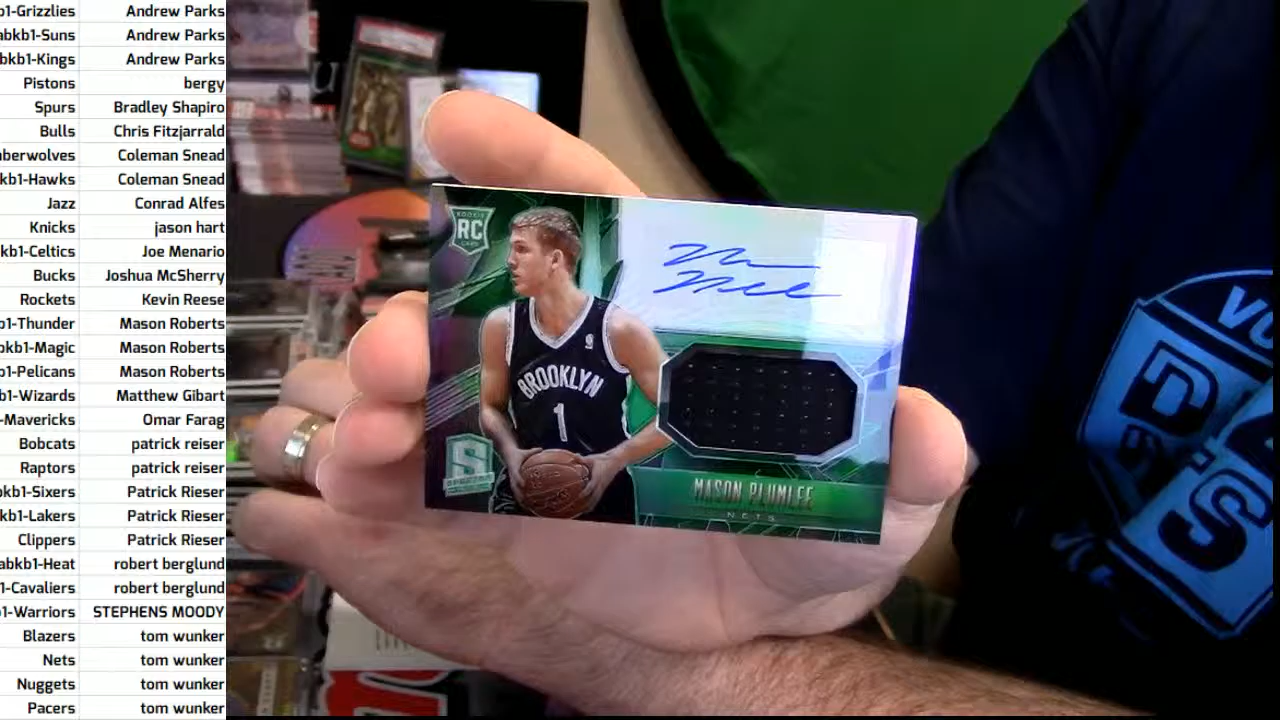 b1-Grizzlies Andrew Parks
abkb1-Suns Andrew Parks
bkb1-Kings Andrew Parks
Pistons bergy
Spurs Bradley Shapiro
Bulls Chris Fitzjarrald
berwolves Coleman Snead
kb1-Hawks Coleman Snead
Jazz Conrad Alfes
Knicks jason hart
kb1-Celtics Joe Menario
Bucks Joshua McSherry
Rockets Kevin Reese
b1-Thunder Mason Roberts
bkb1-Magic Mason Roberts
b1-Pelicans Mason Roberts
b1-Wizards Matthew Gibart
-Mavericks Omar Farag
Bobcats patrick reiser
Raptors patrick reiser
bkb1-Sixers Patrick Rieser
kb1-Lakers Patrick Rieser
Clippers Patrick Rieser
abkb1-Heat robert berglund
1-Cavaliers robert berglund
b1-Warriors STEPHENS MOODY
Blazers tom wunker
Nets tom wunker
Nuggets tom wunker
Pacers tom wunker
ROOKIE
RC
CARD
BROOKLYN
1
S
SPECTRA
MASON PLUMLEE
NETS